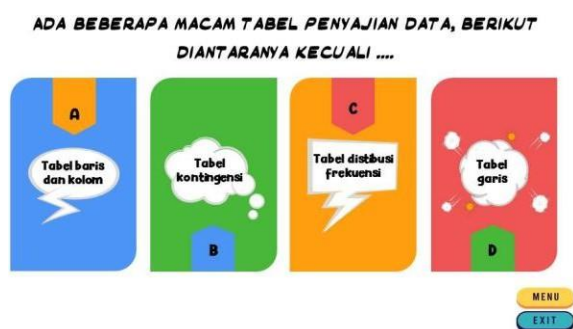 ADA BEBERAPA MACAM TABEL PENYAJIAN DATA, BERIKUT
DIANTARANYA KECUALI ....
A
Tabel baris
dan kolom
Tabel
kontingensi
B
C
Tabel distibusi
frekuensi
Tabel
garis
D
MENU
EXIT